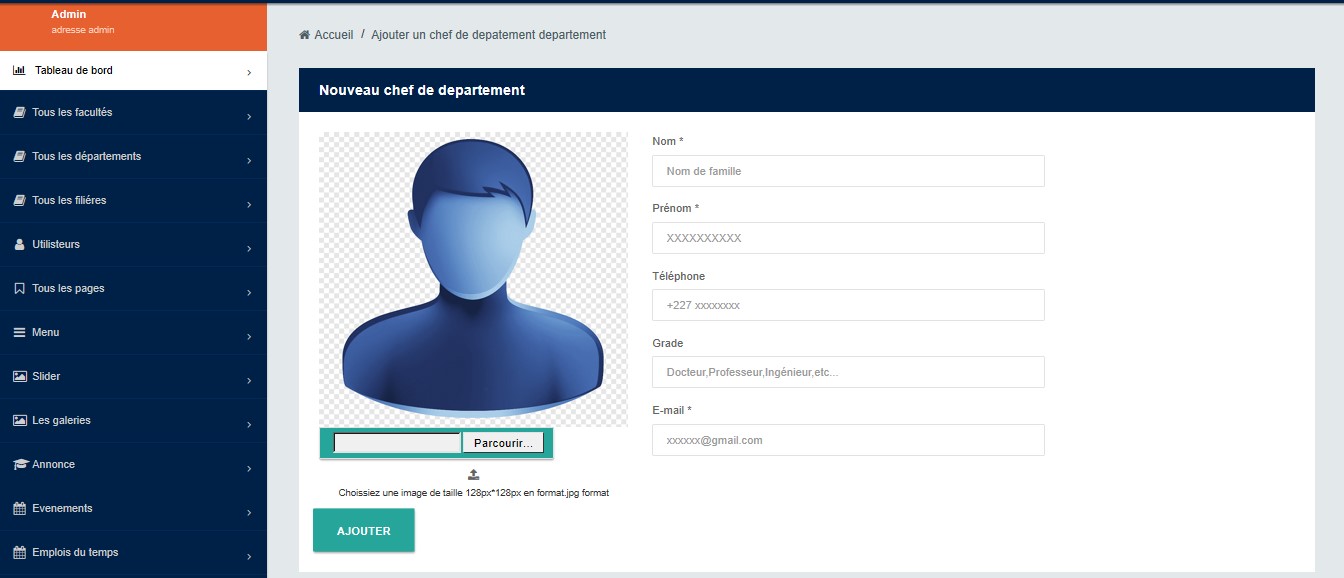 Admin
adresse admin
Tableau de bord
Tous les facultés
Tous les départements
Tous les filiéres
Utilisteurs
Tous les pages
Menu
Slider
Les galeries
Annonce
Evenements
Emplois du temps
Accueil / Ajouter un chef de depatement departement
Nouveau chef de departement
Parcourir...
Choissiez une image de taille 128px*128px en format.jpg format
AJOUTER
Nom *
Nom de famille
Prénom *
XXXXXXXXXX
Téléphone
+227 xxxxxxxx
Grade
Docteur,Professeur,Ingénieur,etc...
E-mail *
xxxxxx@gmail.com